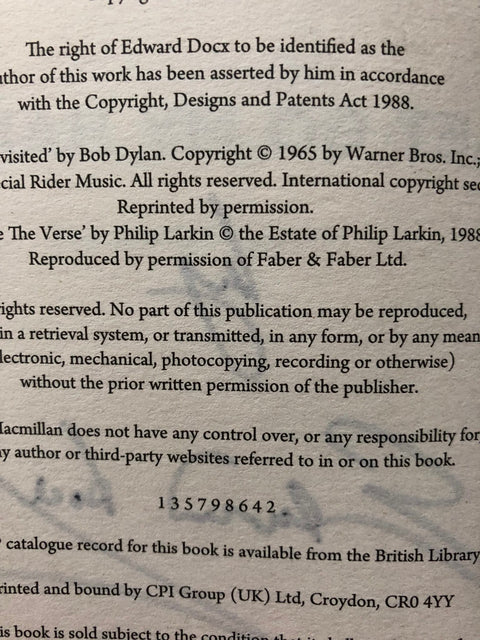 The right of Edward Docx to be identified as the
uthor of this work has been asserted by him in accordance
with the Copyright, Designs and Patents Act 1988.
visited' by Bob Dylan. Copyright © 1965 by Warner Bros. Inc.;
cial Rider Music. All rights reserved. International copyright sec
Reprinted by permission.
e The Verse' by Philip Larkin © the Estate of Philip Larkin, 1988
Reproduced by permission of Faber & Faber Ltd.
ights reserved. No part of this publication may be reproduced,
in a retrieval system, or transmitted, in any form, or by any mean
lectronic, mechanical, photocopying, recording or otherwise)
without the prior written permission of the publisher.
Macmillan does not have any control over, or any responsibility for,
ny author or third-party websites referred to in or on this book.
1 3 5 7 9 8 6 4 2
catalogue record for this book is available from the British Library
rinted and bound by CPI Group (UK) Ltd, Croydon, CR0 4YY
is book is sold subject to the condition that it